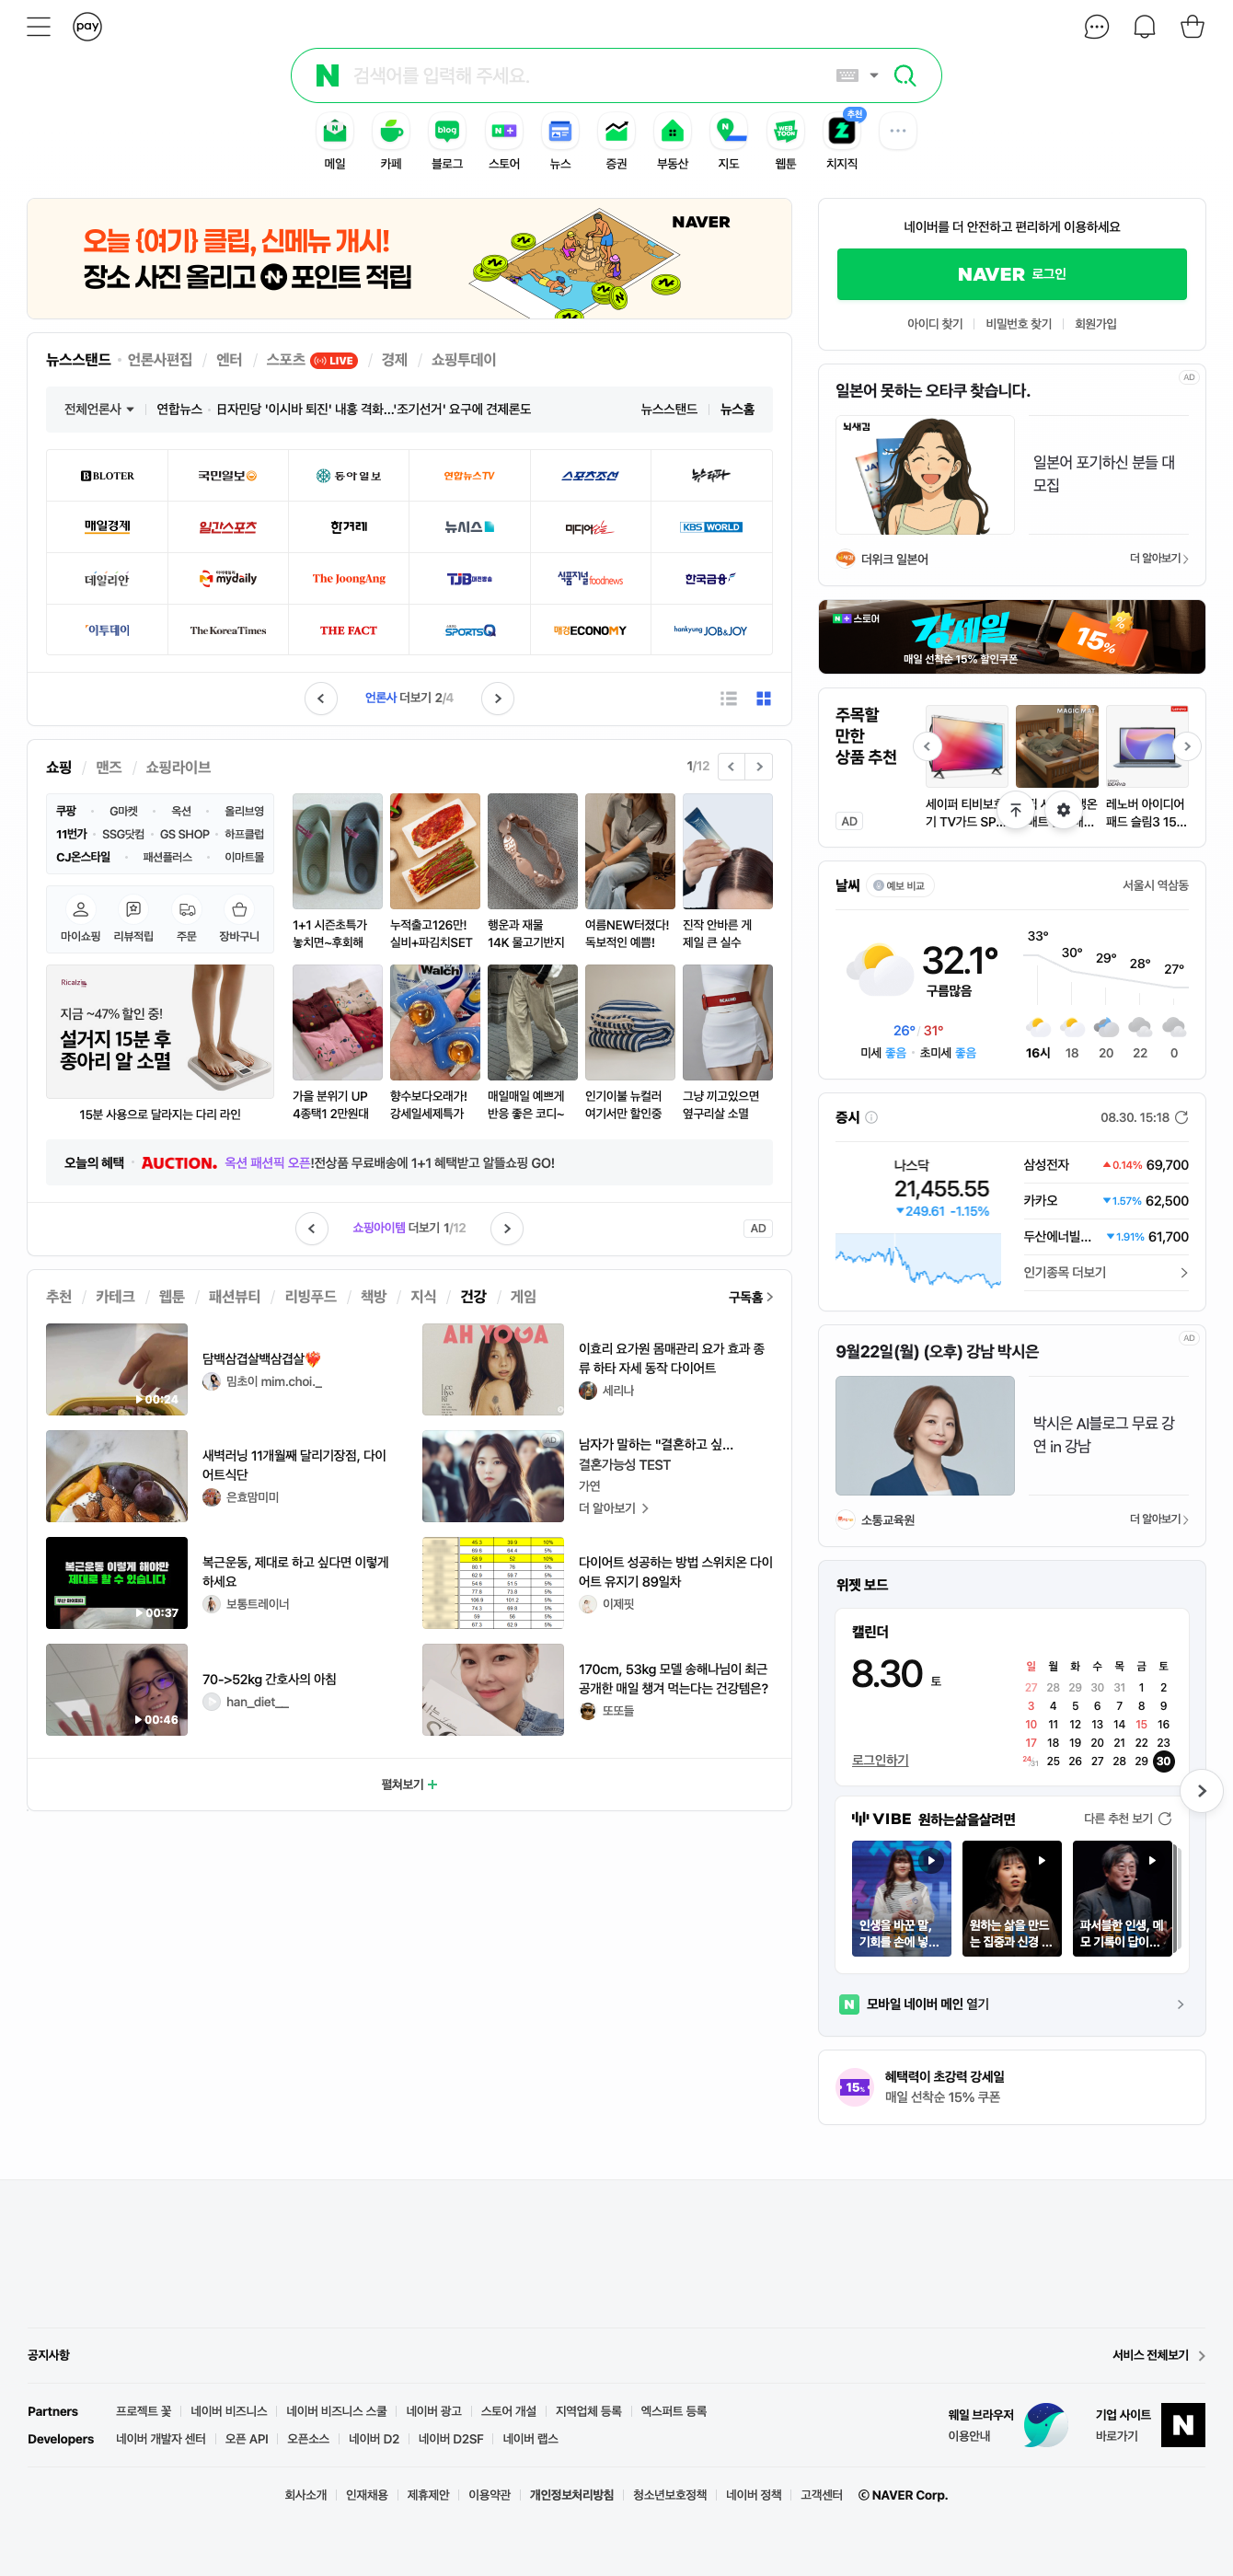 pay
N
검색어를 입력해 주세요.
메일
카페
blog
블로그
N+
스토어
뉴스
증권
부동산
지도
WEB TOON
웹툰
추천
치지직
오늘 {여기} 클립, 신메뉴 개시!
장소 사진 올리고 N 포인트 적립
NAVER
네이버를 더 안전하고 편리하게 이용하세요
NAVER 로그인
아이디 찾기
비밀번호 찾기
회원가입
뉴스스탠드
언론사편집
엔터
스포츠 LIVE
경제
쇼핑투데이
전체언론사
연합뉴스
日자민당 '이시바 퇴진' 내홍 격화…'조기선거' 요구에 견제론도
뉴스스탠드
뉴스홈
BLOTER
국민일보
동아일보
연합뉴스TV
스포츠조선
뉴스타파
매일경제
일간스포츠
한겨레
뉴시스
미디어오늘
KBS WORLD
데일리안
마이데일리 mydaily
The JoongAng
TJB 대전방송
식품저널 foodnews
한국금융
이투데이
The Korea Times
THE FACT
SPORTSQ
매경ECONOMY
hankyung JOB&JOY
언론사 더보기 2/4
AD
일본어 못하는 오타쿠 찾습니다.
뇌새김
일본어 포기하신 분들 대
모집
더위크 일본어
더 알아보기
N+ 스토어
강세일
매일 선착순 15% 할인쿠폰
15%
주목할
만한
상품 추천
AD
세이퍼 티비보호
기 TV가드 SP...
MAGIC MAT
레노버 아이디어
패드 슬림3 15...
쇼핑
맨즈
쇼핑라이브
1/12
쿠팡
G마켓
옥션
올리브영
11번가
SSG닷컴
GS SHOP
하프클럽
CJ온스타일
패션플러스
이마트몰
마이쇼핑
리뷰적립
주문
장바구니
지금 ~47% 할인 중!
설거지 15분 후
종아리 알 소멸
15분 사용으로 달라지는 다리 라인
1+1 시즌초특가
놓치면~후회해
누적출고126만!
실비+파김치SET
행운과 재물
14K 물고기반지
여름NEW터졌다!
독보적인 예쁨!
진작 안바른 게
제일 큰 실수
Walch
가을 분위기 UP
4종택1 2만원대
향수보다오래가!
강세일세제특가
매일매일 예쁘게
반응 좋은 코디~
인기이불 뉴컬러
여기서만 할인중
그냥 끼고있으면
옆구리살 소멸
오늘의 혜택
AUCTION.
옥션 패션픽 오픈!전상품 무료배송에 1+1 혜택받고 알뜰쇼핑 GO!
쇼핑아이템 더보기 1/12
AD
날씨
예보 비교
서울시 역삼동
32.1°
구름많음
26° / 31°
미세 좋음
초미세 좋음
33°
30°
29°
28°
27°
16시
18
20
22
0
증시
08.30. 15:18
나스닥
21,455.55
249.61 -1.15%
삼성전자 0.14% 69,700
카카오 1.57% 62,500
두산에너빌... 1.91% 61,700
인기종목 더보기
추천
카테크
웹툰
패션뷰티
리빙푸드
책방
지식
건강
게임
구독홈
00:24
담백삼겹살백삼겹살
밈초이 mim.choi._
AH YOGA
이효리 요가원 몸매관리 요가 효과 종
류 하타 자세 동작 다이어트
세리나
새벽러닝 11개월째 달리기장점, 다이
어트식단
은효맘미미
AD
남자가 말하는 "결혼하고 싶...
결혼가능성 TEST
가연
더 알아보기
복근운동 이렇게 해야만
제대로 할 수 있습니다
00:37
복근운동, 제대로 하고 싶다면 이렇게
하세요
보통트레이너
다이어트 성공하는 방법 스위치온 다이
어트 유지기 89일차
이제핏
00:46
70->52kg 간호사의 아침
han_diet__
170cm, 53kg 모델 송해나님이 최근
공개한 매일 챙겨 먹는다는 건강템은?
또또들
펼쳐보기
AD
9월22일(월) (오후) 강남 박시은
박시은 AI블로그 무료 강
연 in 강남
소통교육원
더 알아보기
위젯 보드
캘린더
8.30 토
로그인하기
일 월 화 수 목 금 토
27 28 29 30 31 1 2
3 4 5 6 7 8 9
10 11 12 13 14 15 16
17 18 19 20 21 22 23
24/31 25 26 27 28 29 30
VIBE 원하는삶을살려면
다른 추천 보기
인생을 바꾼 말,
기회를 손에 넣...
원하는 삶을 만드
는 집중과 신경 ...
파서블한 인생, 메
모 기록이 답이...
N 모바일 네이버 메인 열기
15%
혜택력이 초강력 강세일
매일 선착순 15% 쿠폰
공지사항
서비스 전체보기
Partners
프로젝트 꽃
네이버 비즈니스
네이버 비즈니스 스쿨
네이버 광고
스토어 개설
지역업체 등록
엑스퍼트 등록
Developers
네이버 개발자 센터
오픈 API
오픈소스
네이버 D2
네이버 D2SF
네이버 랩스
웨일 브라우저
이용안내
기업 사이트
바로가기
N
회사소개
인재채용
제휴제안
이용약관
개인정보처리방침
청소년보호정책
네이버 정책
고객센터
ⓒ NAVER Corp.